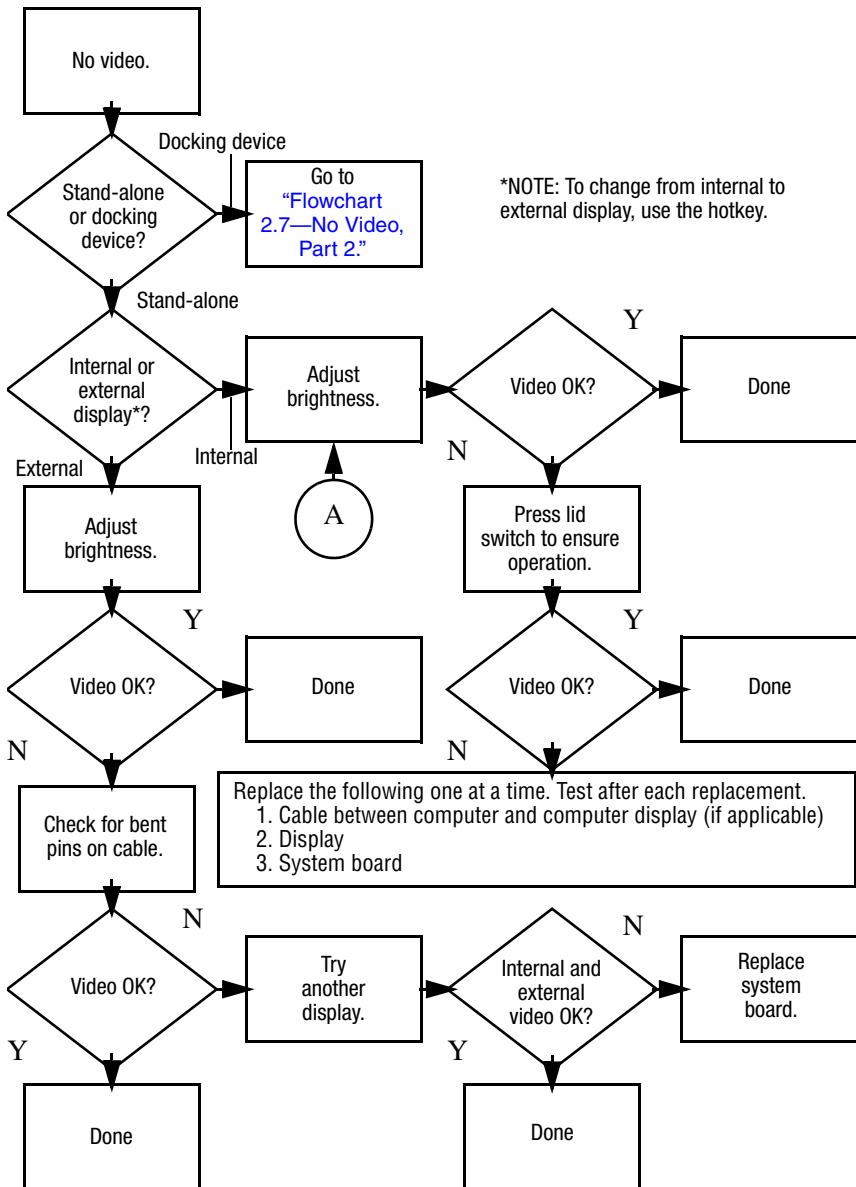 No video.
Docking device
Stand-alone
or docking
device?
Go to
“Flowchart
2.7—No Video,
Part 2.”
*NOTE: To change from internal to
external display, use the hotkey.
Stand-alone
Internal or
external
display*?
Internal
External
Adjust
brightness.
A
Video OK?
Y
Done
N
Press lid
switch to ensure
operation.
Video OK?
Y
Done
N
Replace the following one at a time. Test after each replacement.
1. Cable between computer and computer display (if applicable)
2. Display
3. System board
Adjust
brightness.
Video OK?
Y
Done
N
Check for bent
pins on cable.
Video OK?
N
Try
another
display.
Internal and
external
video OK?
N
Replace
system
board.
Y
Done
Y
Done